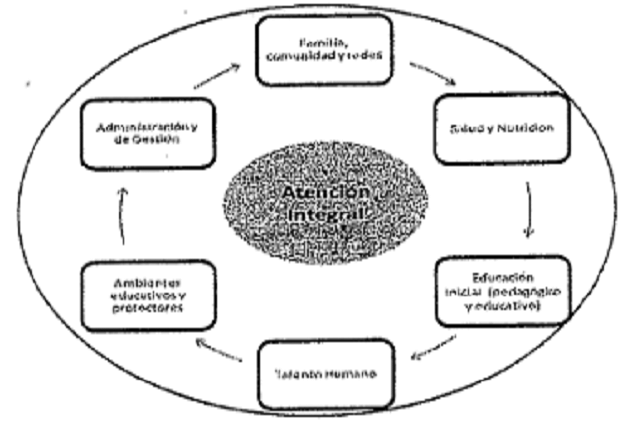 Familia,
comunidad y redes
Salud y Nutrición
Educación
Inicial (pedagógico
y educativo)
Talento Humano
Ambientes
educativos y
protectores
Administración y
de Gestión
Atención
Integral